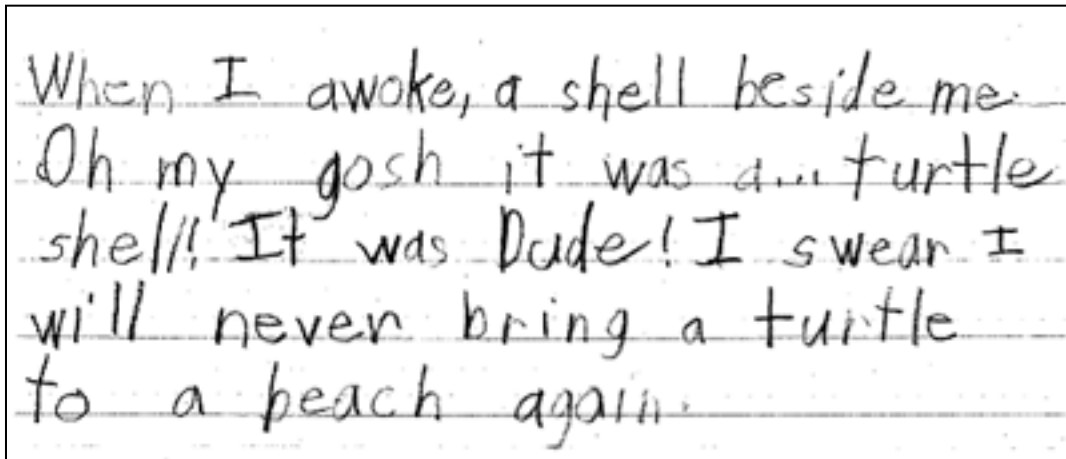 When I awoke, a shell beside me.
Oh my gosh it was a... turtle
shell! It was Dude! I swear I
will never bring a turtle
to a beach again.